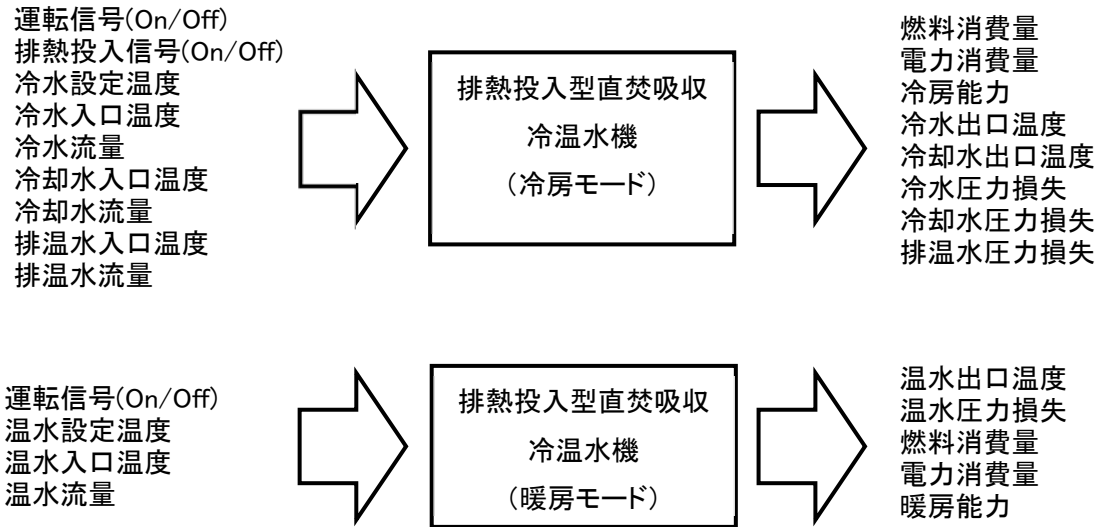 運転信号(On/Off)
排熱投入信号(On/Off)
冷水設定温度
冷水入口温度
冷水流量
冷却水入口温度
冷却水流量
排温水入口温度
排温水流量
排熱投入型直焚吸収
冷温水機
(冷房モード)
燃料消費量
電力消費量
冷房能力
冷水出口温度
冷却水出口温度
冷水圧力損失
冷却水圧力損失
排温水圧力損失
運転信号(On/Off)
温水設定温度
温水入口温度
温水流量
排熱投入型直焚吸収
冷温水機
(暖房モード)
温水出口温度
温水圧力損失
燃料消費量
電力消費量
暖房能力